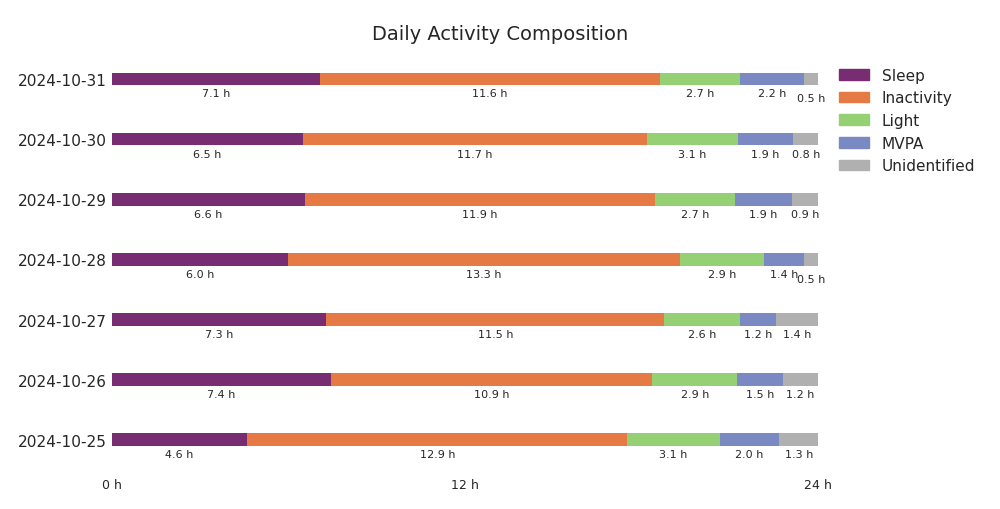 Daily Activity Composition
2024-10-31
7.1 h 11.6 h 2.7 h 2.2 h 0.5 h
2024-10-30
6.5 h 11.7 h 3.1 h 1.9 h 0.8 h
2024-10-29
6.6 h 11.9 h 2.7 h 1.9 h 0.9 h
2024-10-28
6.0 h 13.3 h 2.9 h 1.4 h 0.5 h
2024-10-27
7.3 h 11.5 h 2.6 h 1.2 h 1.4 h
2024-10-26
7.4 h 10.9 h 2.9 h 1.5 h 1.2 h
2024-10-25
4.6 h 12.9 h 3.1 h 2.0 h 1.3 h
0 h 12 h 24 h
Sleep
Inactivity
Light
MVPA
Unidentified